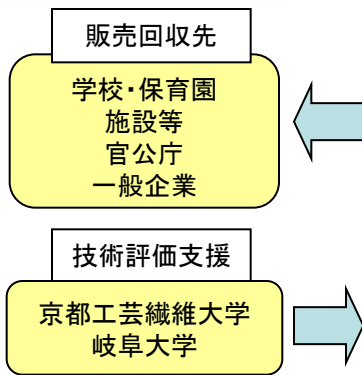 販売回収先
学校・保育園
施設等
官公庁
一般企業
技術評価支援
京都工芸繊維大学
岐阜大学